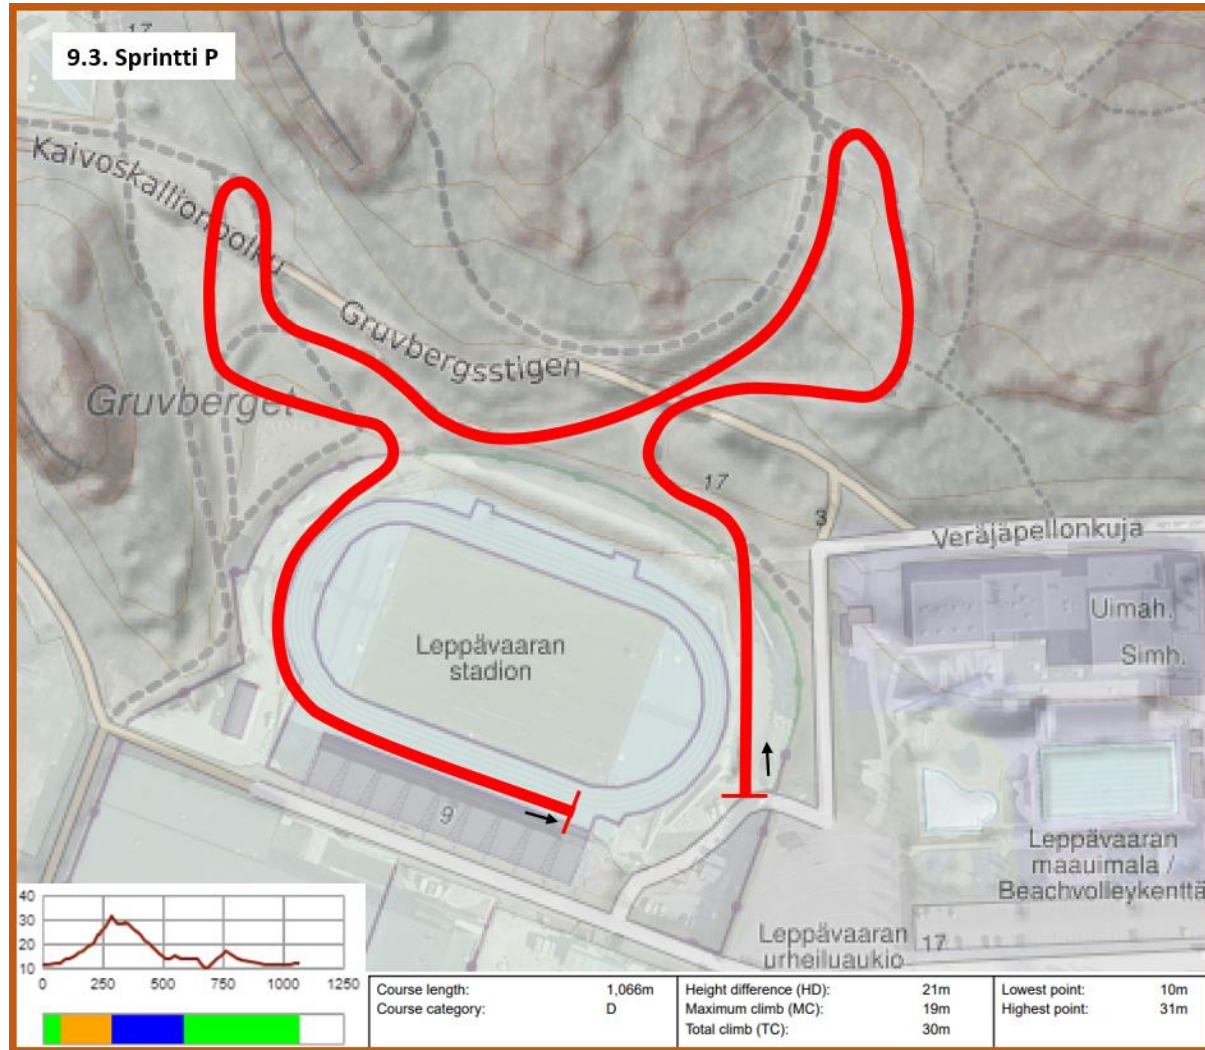 17
9.3. Sprintti P
Kaivoskallionpolku
Gruvbergsstigen
Gruvberget
17
3
Veräjäpellonkuja
Uimah.
Simh.
Leppävaaran
stadion
9
Leppävaaran
maauimala /
Beachvolleykenttä
Leppävaaran
urheiluaukio
17
40
30
20
10
0 250 500 750 1000 1250
Course length: 1,066m
Course category: D
Height difference (HD): 21m
Maximum climb (MC): 19m
Total climb (TC): 30m
Lowest point: 10m
Highest point: 31m